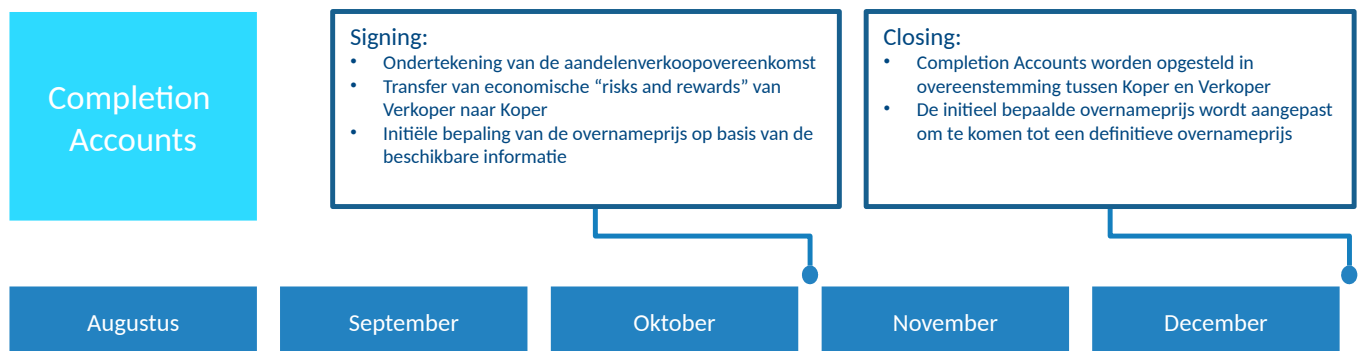 Completion
Accounts
Signing:
• Ondertekening van de aandelenverkoopovereenkomst
• Transfer van economische “risks and rewards” van
Verkoper naar Koper
• Initiële bepaling van de overnameprijs op basis van de
beschikbare informatie
Closing:
• Completion Accounts worden opgesteld in
overeenstemming tussen Koper en Verkoper
• De initieel bepaalde overnameprijs wordt aangepast
om te komen tot een definitieve overnameprijs
Augustus
September
Oktober
November
December